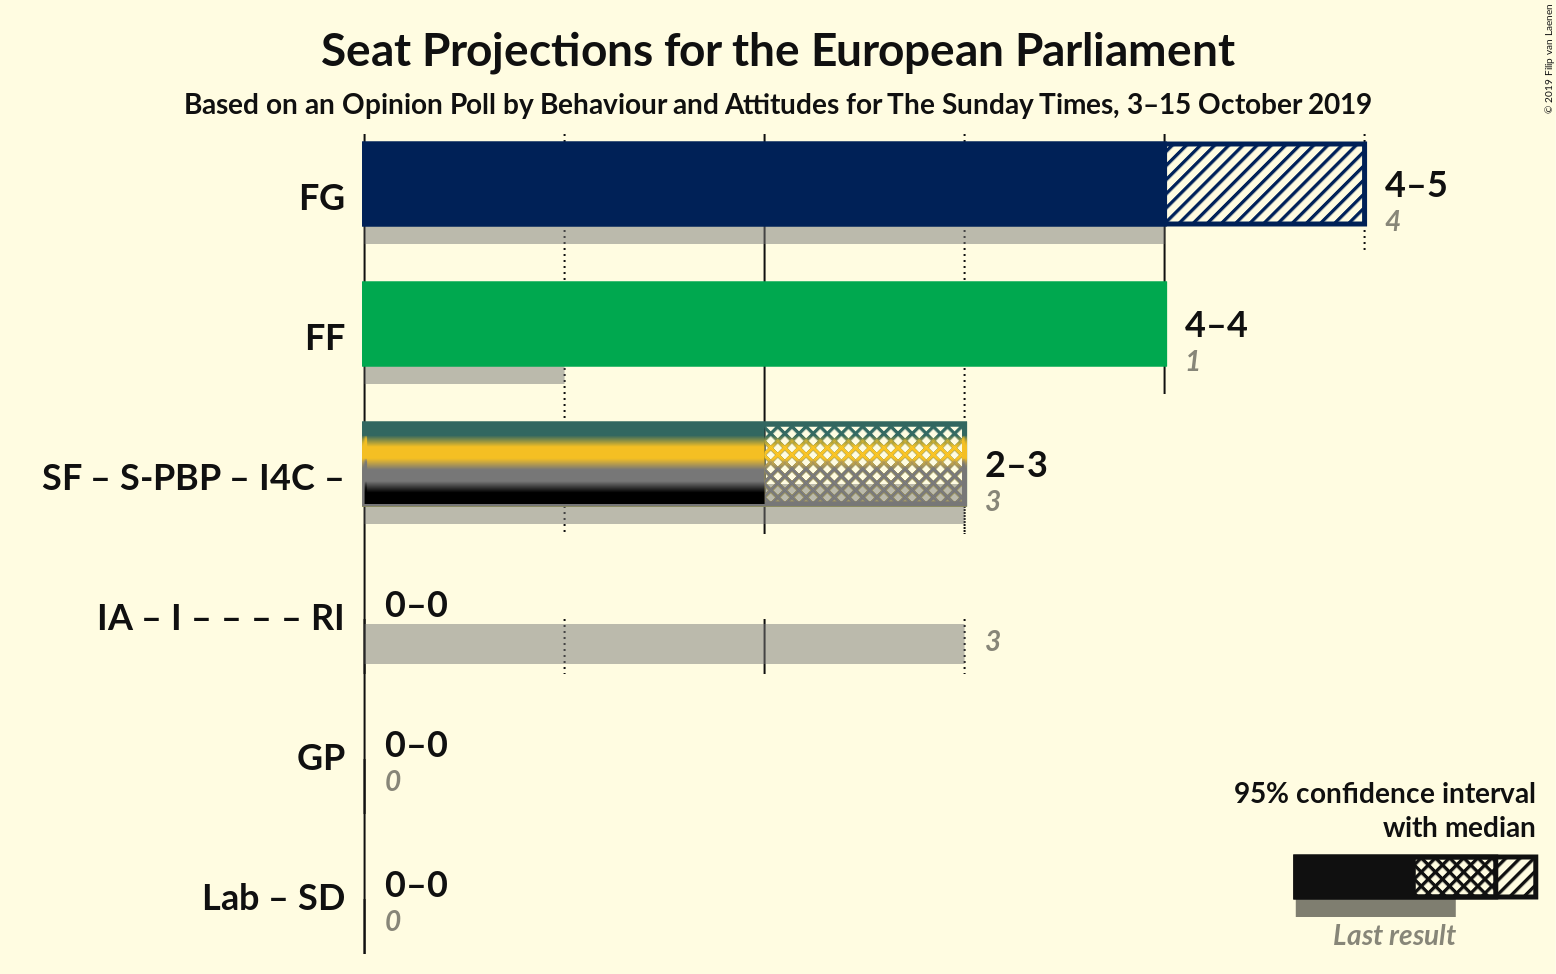 Seat Projections for the European Parliament
Based on an Opinion Poll by Behaviour and Attitudes for The Sunday Times, 3–15 October 2019
© 2019 Filip van Laenen
FG
4–5
4
FF
4–4
1
SF – S-PBP – I4C –
2–3
3
IA – I – – – – RI
0–0
3
GP
0–0
0
Lab – SD
0–0
0
95% confidence interval
with median
Last result